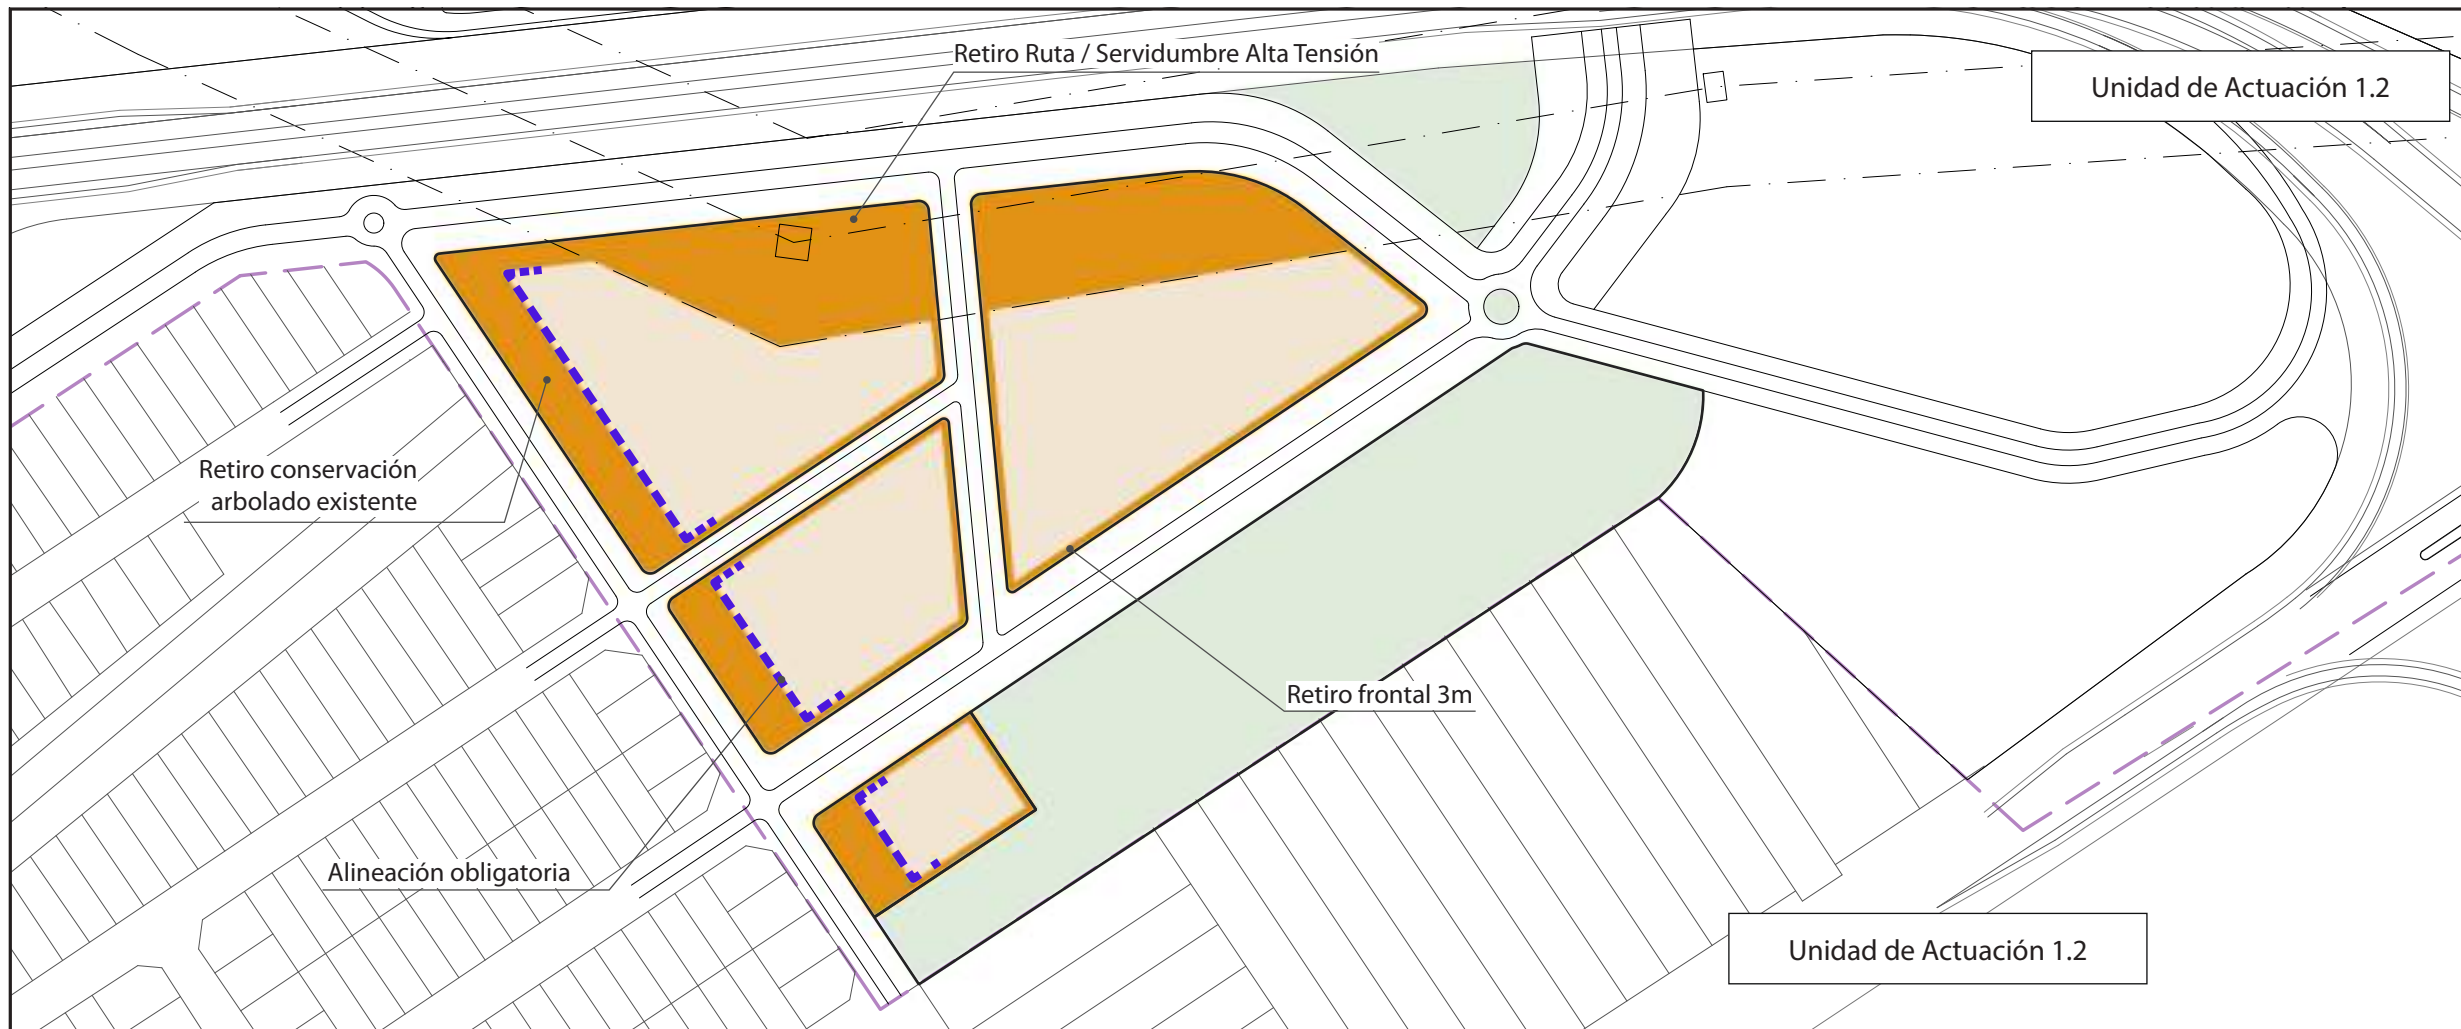 Retiro Ruta / Servidumbre Alta Tensión
Unidad de Actuación 1.2
Retiro conservación
arbolado existente
Retiro frontal 3m
Alineación obligatoria
Unidad de Actuación 1.2